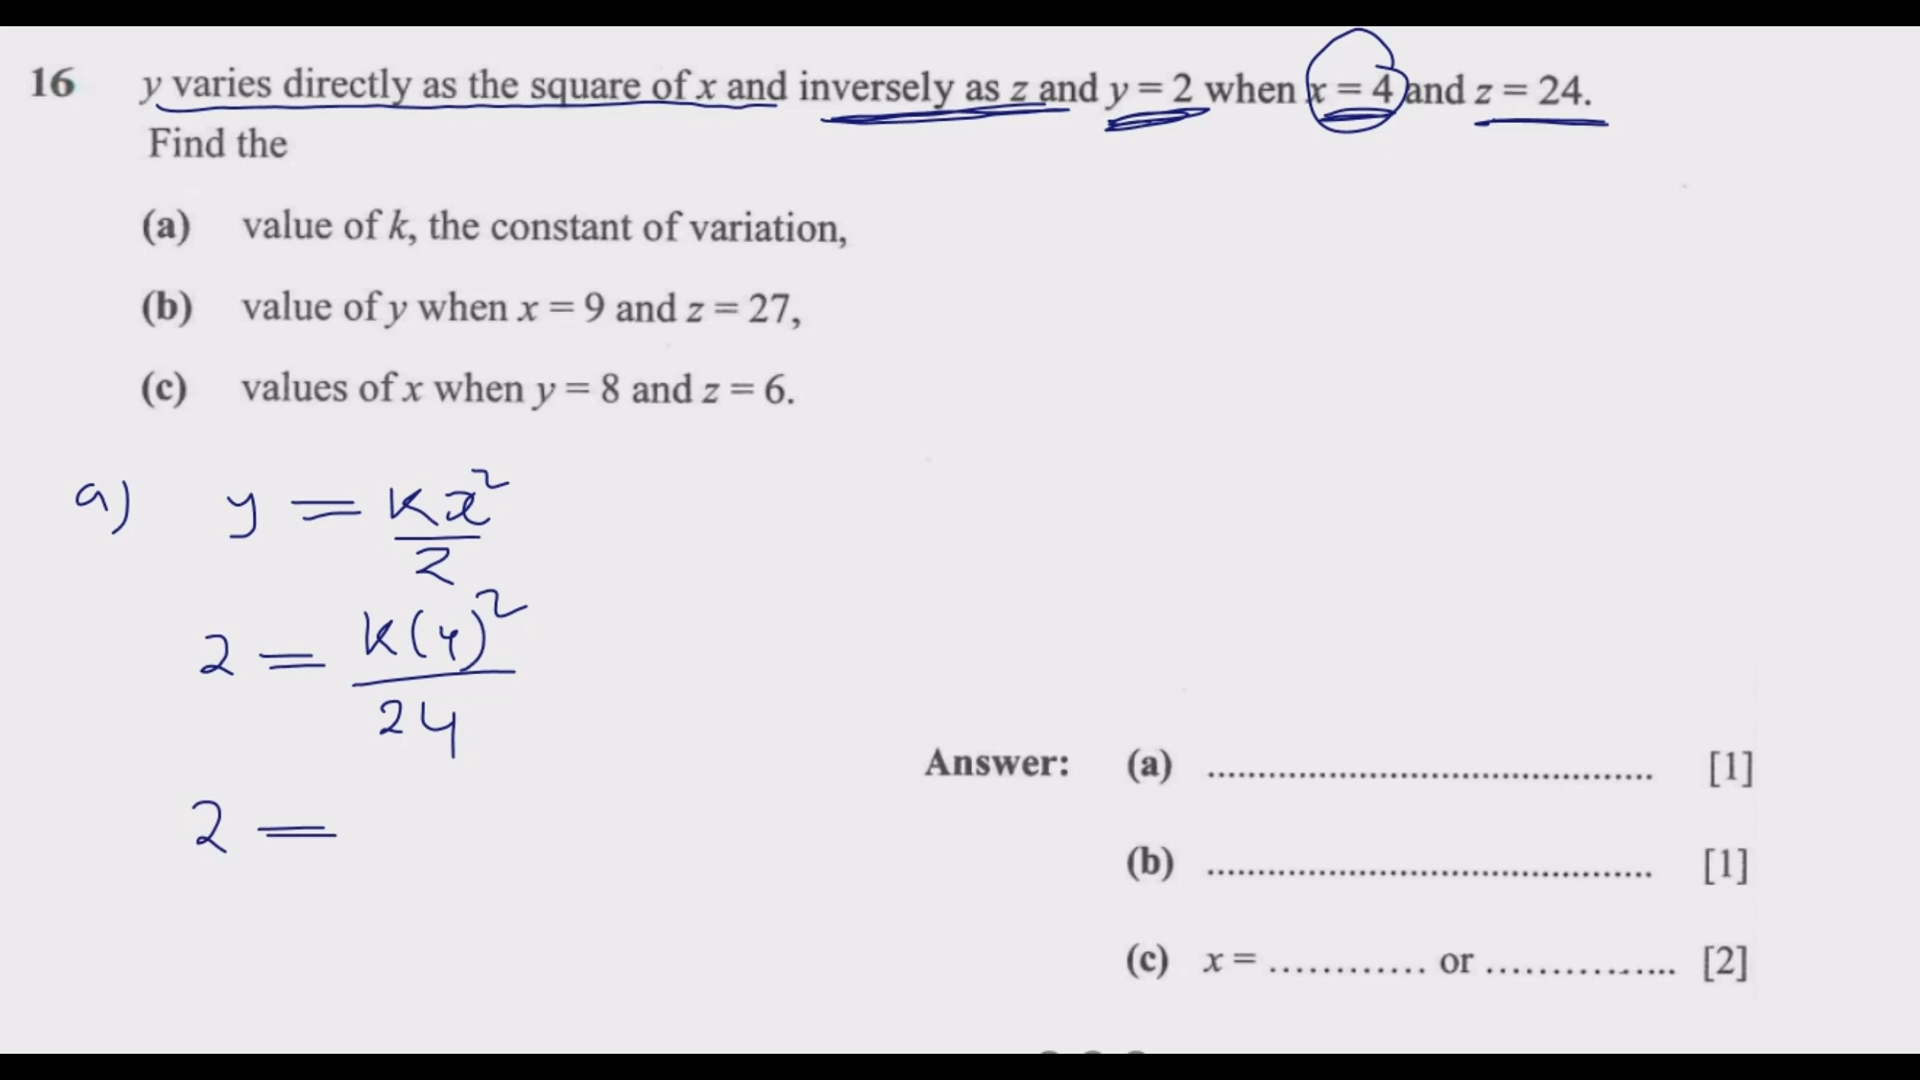 16 y varies directly as the square of x and inversely as z and y = 2 when x = 4 and z = 24.
Find the
(a) value of k, the constant of variation,
(b) value of y when x = 9 and z = 27,
(c) values of x when y = 8 and z = 6.
a) y = kx²
z
2 = k(4)²
24
2 =
Answer: (a) ............................................ [1]
(b) ............................................ [1]
(c) x = ............ or ............... [2]